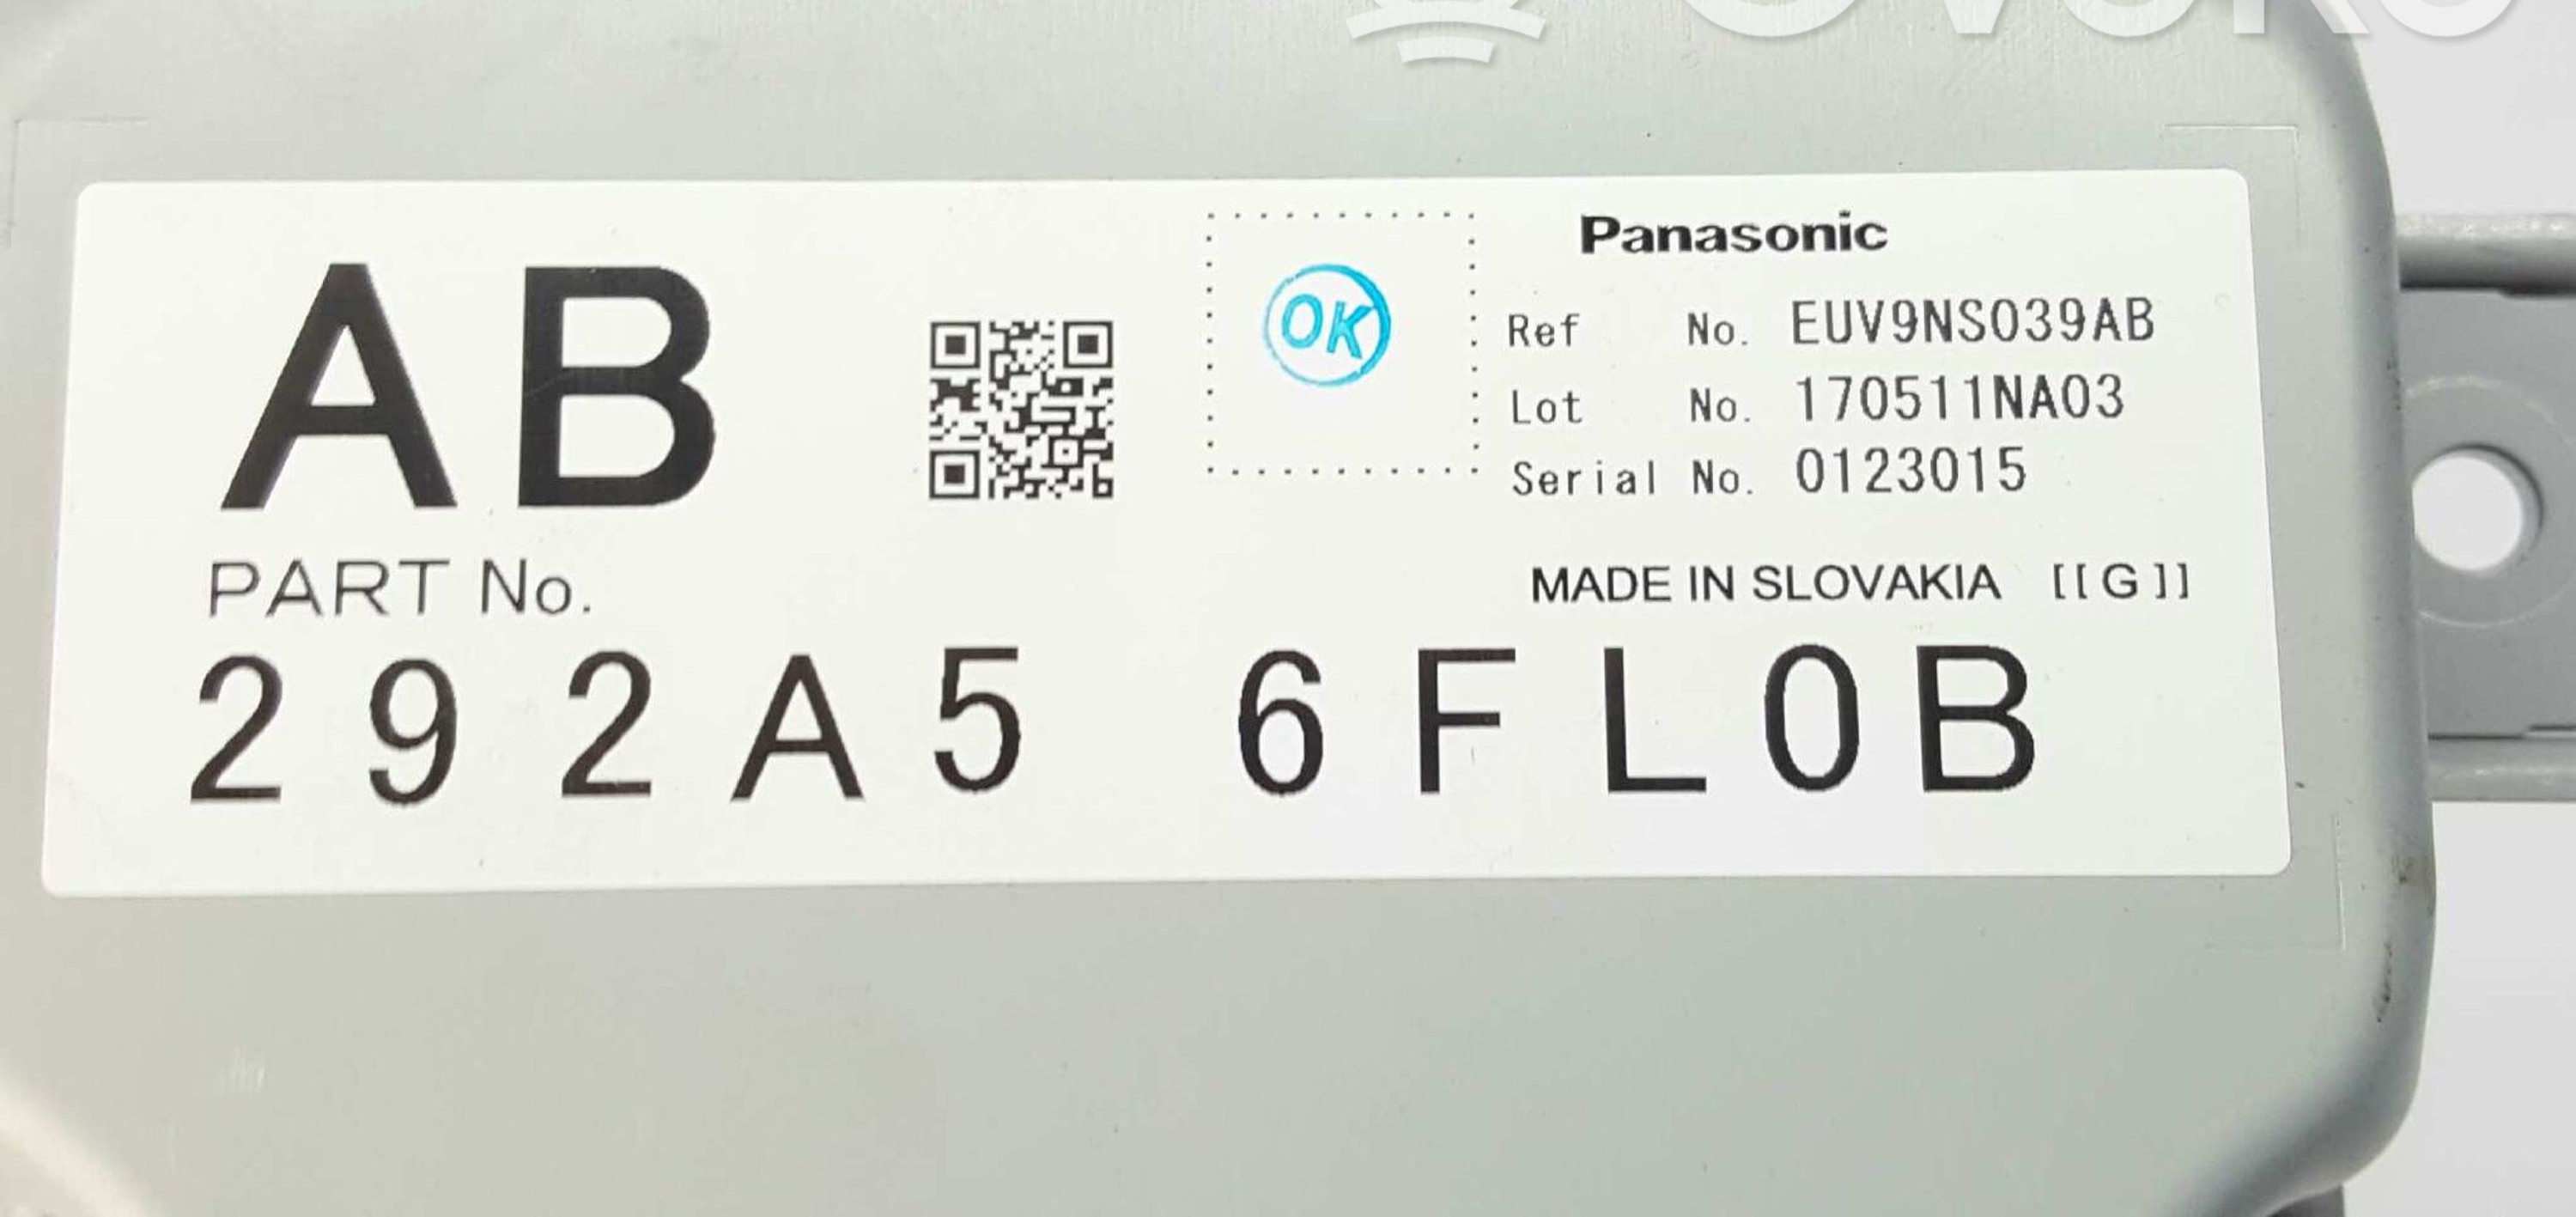 AB
OK
Panasonic
Ref No. EUV9NS039AB
Lot No. 170511NA03
Serial No. 0123015
PART No.
MADE IN SLOVAKIA [[G]]
292A5 6FL0B